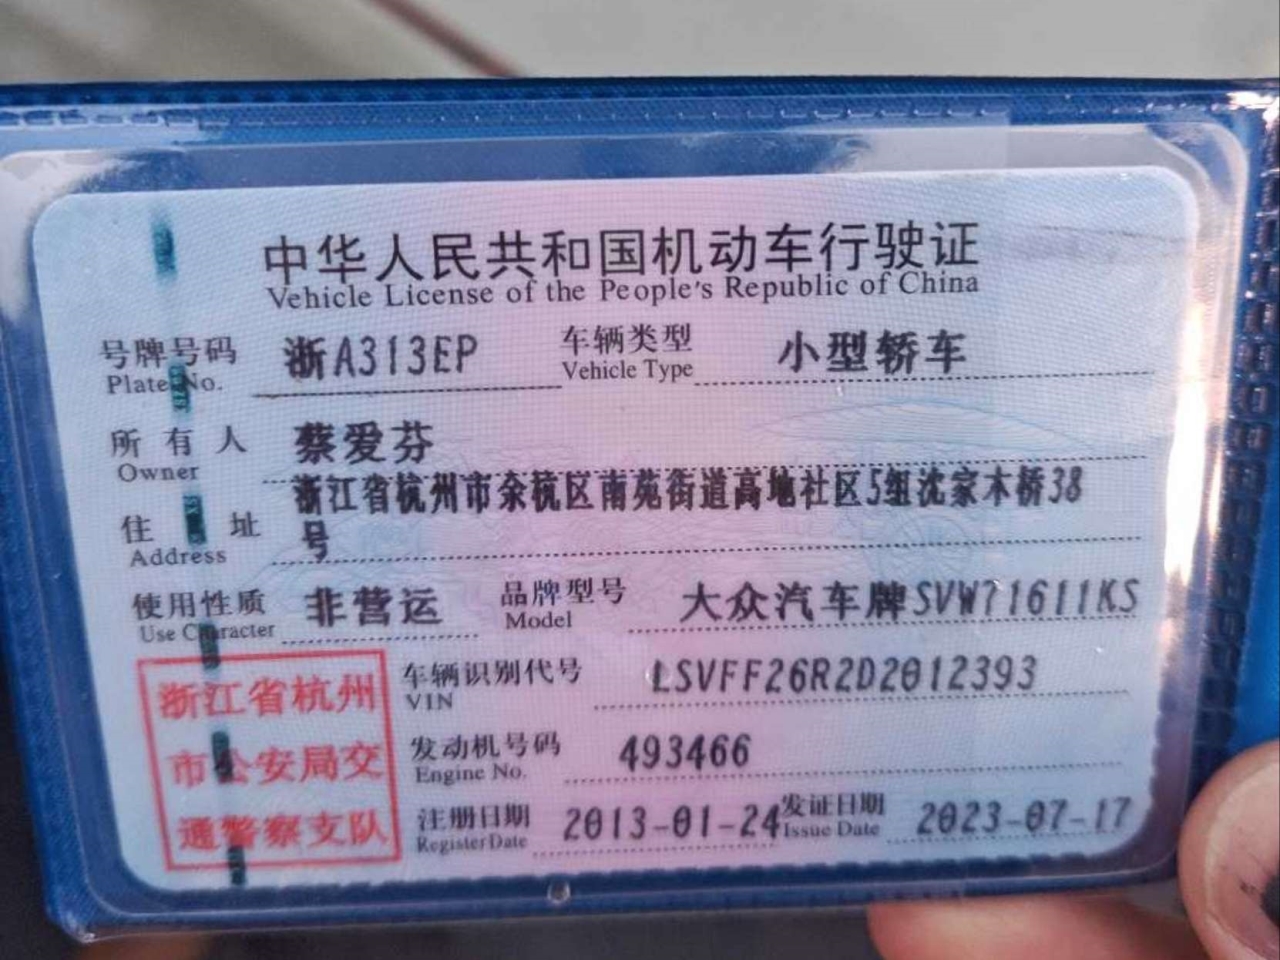 中华人民共和国机动车行驶证
Vehicle License of the People's Republic of China
号牌号码 浙A313EP 车辆类型 小型轿车
Plate No. Vehicle Type
所有人 蔡爱芬
Owner
浙江省杭州市余杭区南苑街道高地社区5组沈家木桥38
住址 号
Address
使用性质 非营运 品牌型号 大众汽车牌SVW71611KS
Use Character Model
浙江省杭州
市公安局交
通警察支队
车辆识别代号 LSVFF26R2D2012393
VIN
发动机号码 493466
Engine No.
注册日期 2013-01-24 发证日期 2023-07-17
Register Date Issue Date